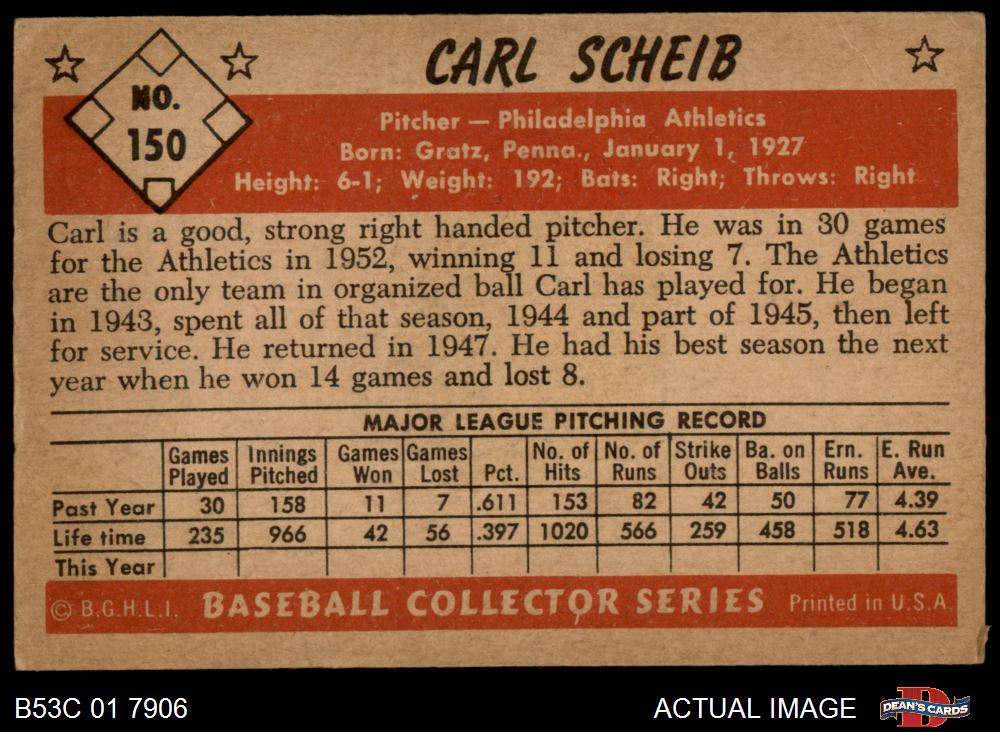 CARL SCHEIB
NO.
150
Pitcher — Philadelphia Athletics
Born: Gratz, Penna., January 1, 1927
Height: 6-1; Weight: 192; Bats: Right; Throws: Right
Carl is a good, strong right handed pitcher. He was in 30 games
for the Athletics in 1952, winning 11 and losing 7. The Athletics
are the only team in organized ball Carl has played for. He began
in 1943, spent all of that season, 1944 and part of 1945, then left
for service. He returned in 1947. He had his best season the next
year when he won 14 games and lost 8.
MAJOR LEAGUE PITCHING RECORD
Games Played Innings Pitched Games Won Games Lost Pct. No. of Hits No. of Runs Strike Outs Ba. on Balls Ern. Runs E. Run Ave.
Past Year 30 158 11 7 .611 153 82 42 50 77 4.39
Life time 235 966 42 56 .397 1020 566 259 458 518 4.63
This Year
© B.G.H.L.I. BASEBALL COLLECTOR SERIES Printed in U.S.A.
B53C 01 7906 ACTUAL IMAGE D DEAN'S CARDS